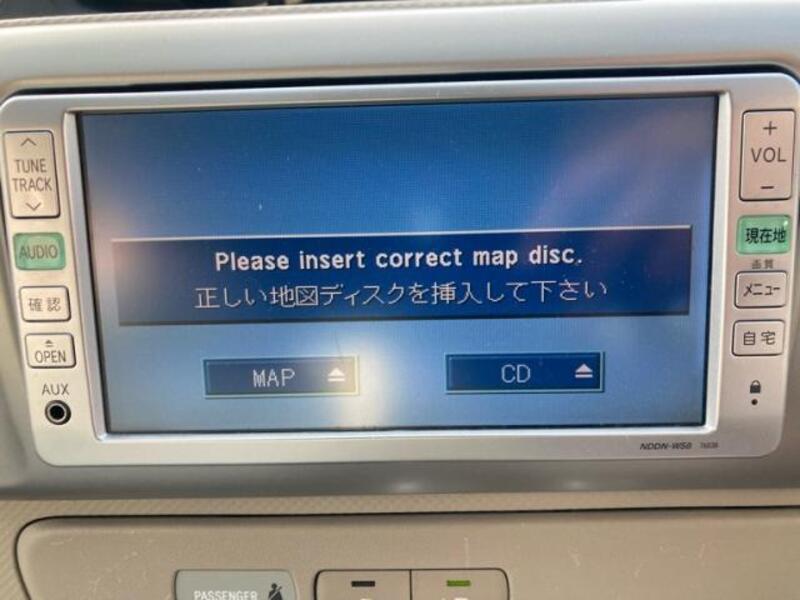 TUNE
TRACK
AUDIO
確認
OPEN
AUX
Please insert correct map disc.
正しい地図ディスクを挿入して下さい
MAP
CD
+
VOL
−
現在地
画質
メニュー
自宅
NDDN-W58
PASSENGER